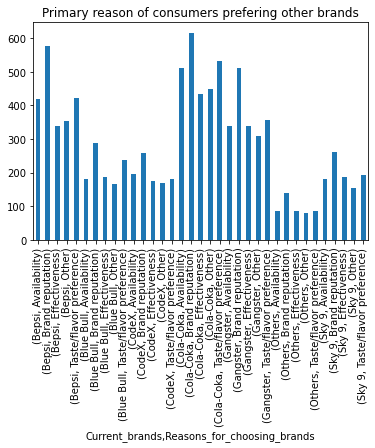 Primary reason of consumers prefering other brands
600
500
400
300
200
100
0
(Bepsi, Availability)
(Bepsi, Brand reputation)
(Bepsi, Effectiveness)
(Bepsi, Other)
(Bepsi, Taste/flavor preference)
(Blue Bull, Availability)
(Blue Bull, Brand reputation)
(Blue Bull, Effectiveness)
(Blue Bull, Other)
(Blue Bull, Taste/flavor preference)
(CodeX, Availability)
(CodeX, Brand reputation)
(CodeX, Effectiveness)
(CodeX, Other)
(CodeX, Taste/flavor preference)
(Cola-Coka, Availability)
(Cola-Coka, Brand reputation)
(Cola-Coka, Effectiveness)
(Cola-Coka, Other)
(Cola-Coka, Taste/flavor preference)
(Gangster, Availability)
(Gangster, Brand reputation)
(Gangster, Effectiveness)
(Gangster, Other)
(Gangster, Taste/flavor preference)
(Others, Availability)
(Others, Brand reputation)
(Others, Effectiveness)
(Others, Other)
(Others, Taste/flavor preference)
(Sky 9, Availability)
(Sky 9, Brand reputation)
(Sky 9, Effectiveness)
(Sky 9, Other)
(Sky 9, Taste/flavor preference)
Current_brands,Reasons_for_choosing_brands